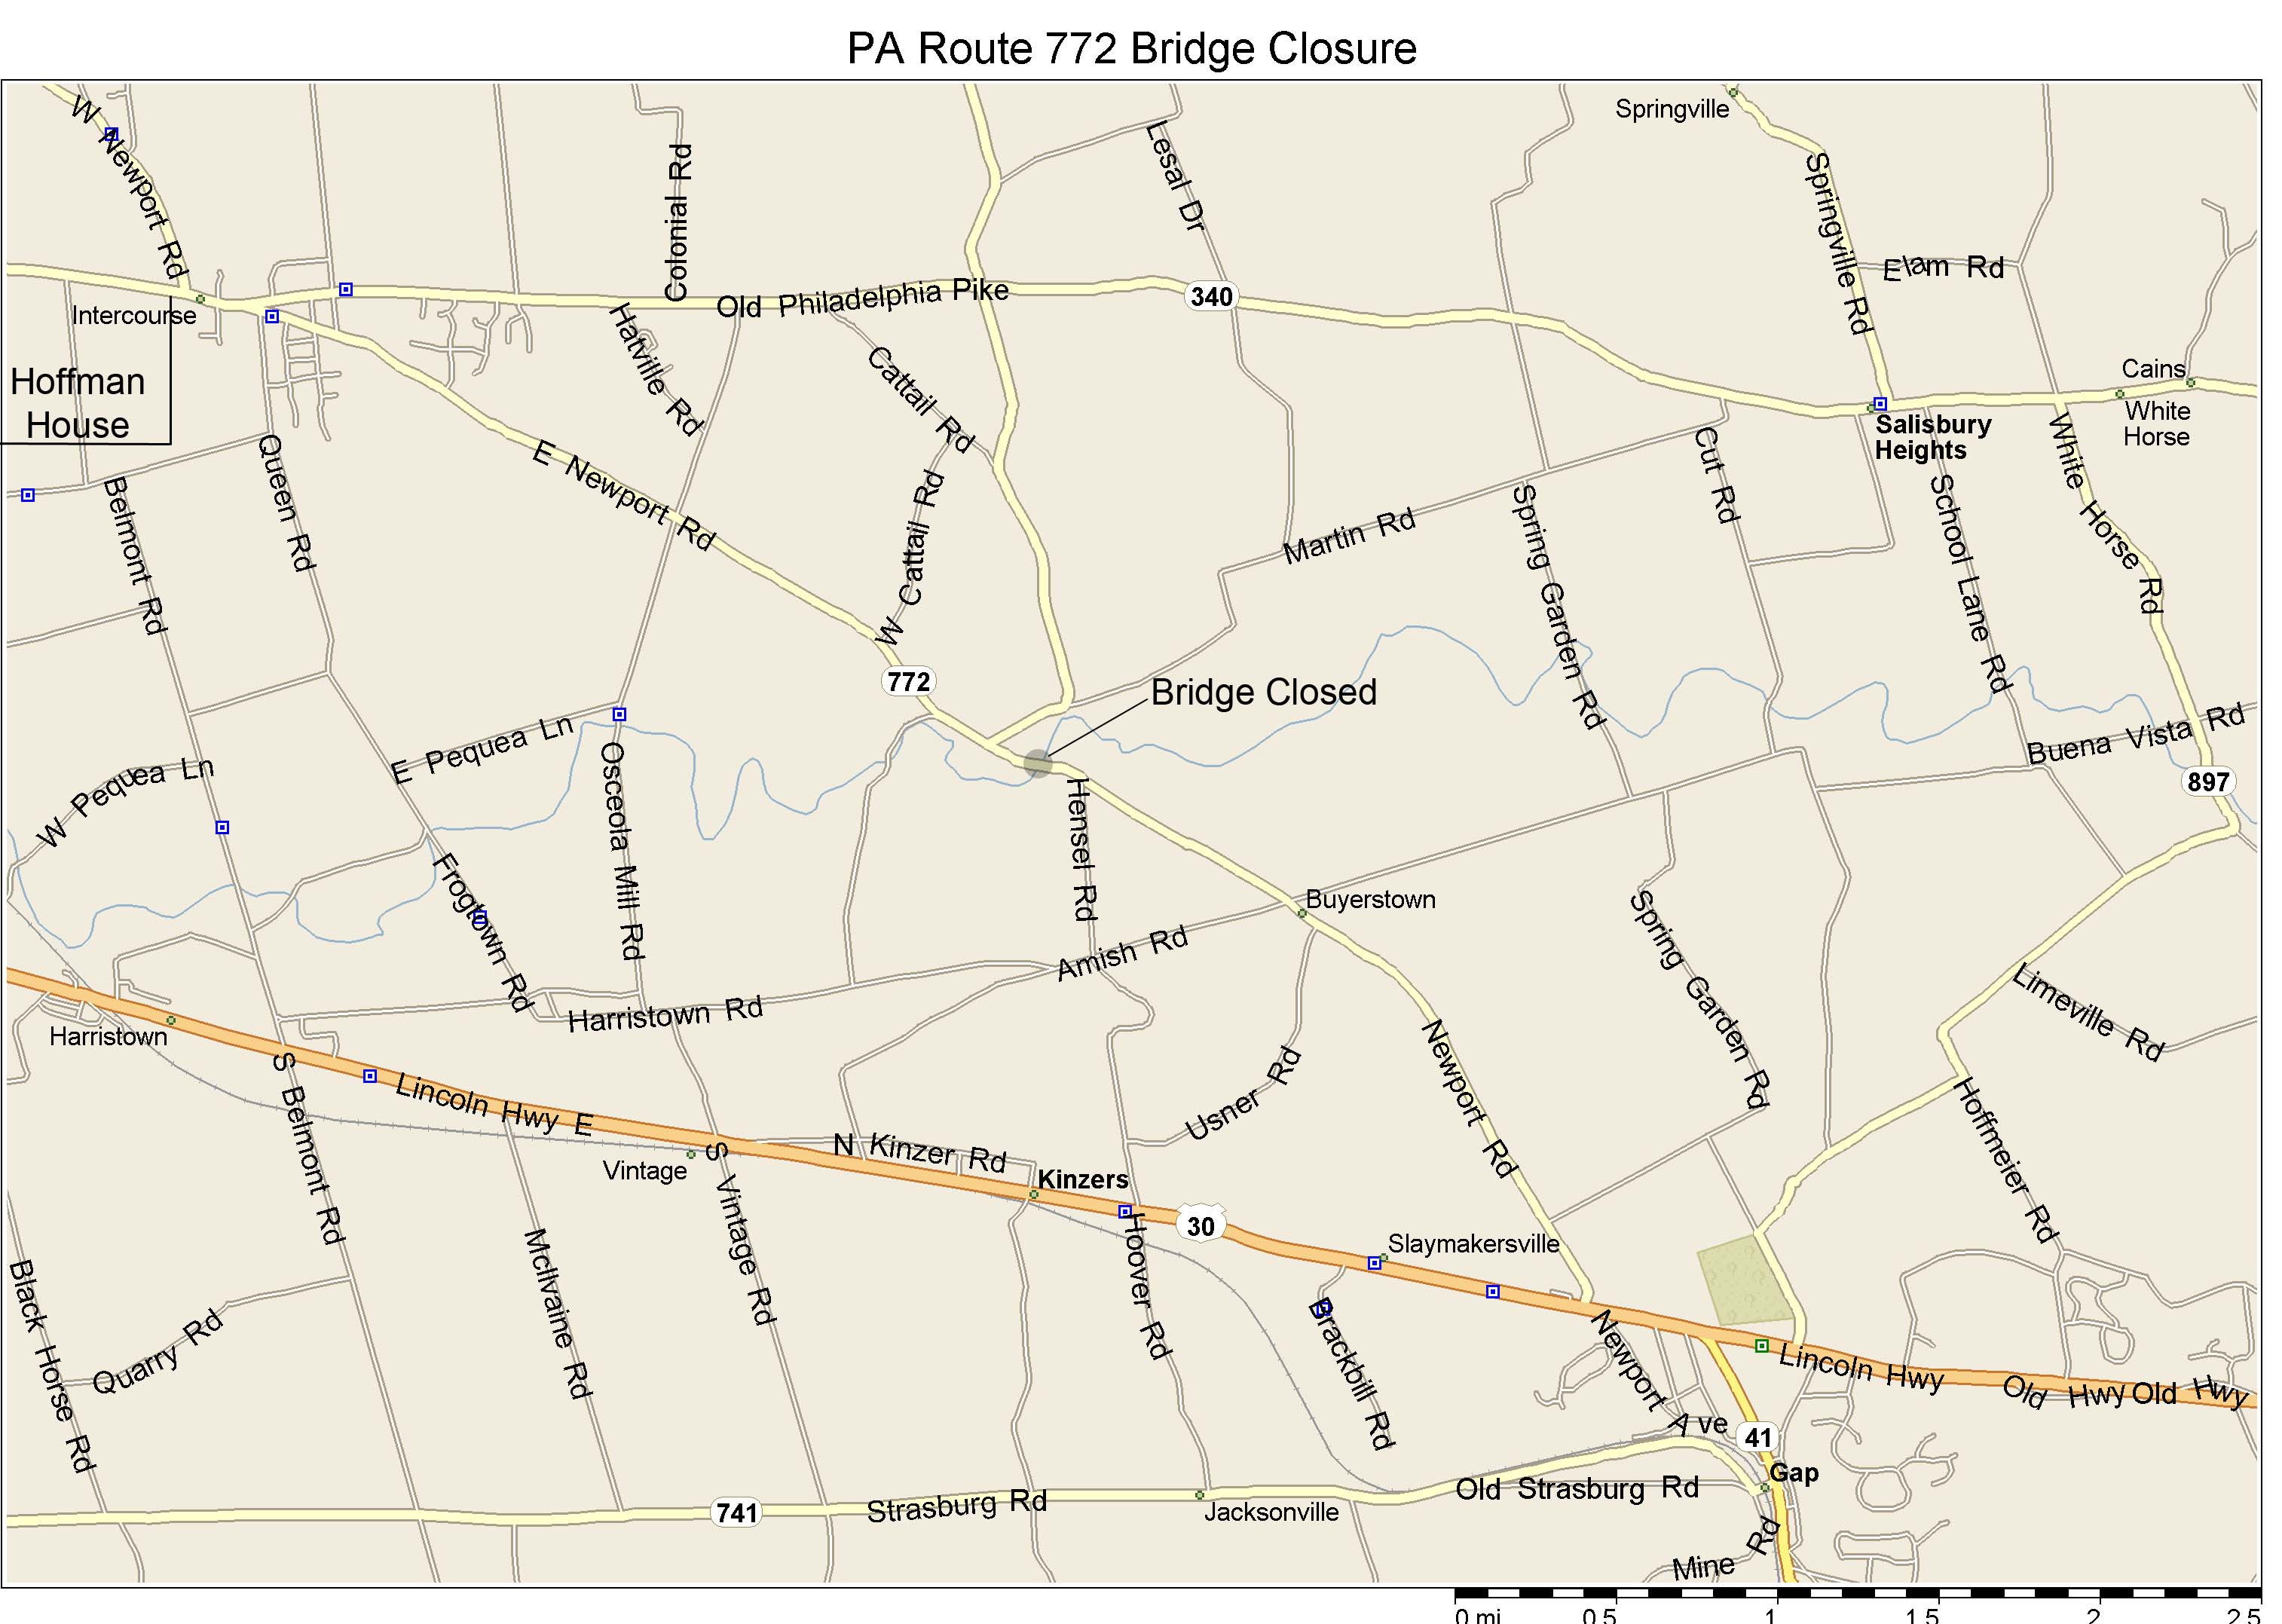 PA Route 772 Bridge Closure
W Newport Rd
Colonial Rd
Lesal Dr
Springville
Springville Rd
Elam Rd
Intercourse
Old Philadelphia Pike
340
Hoffman
House
Hatville Rd
Cattail Rd
Cains
White
Horse
Salisbury
Heights
Queen Rd
Belmont Rd
E Newport Rd
W Cattail Rd
Martin Rd
Spring Garden Rd
Cut Rd
School Lane Rd
White Horse Rd
772
Bridge Closed
E Pequea Ln
W Pequea Ln
Osceola Mill Rd
Hensel Rd
Buena Vista Rd
897
Frogtown Rd
Buyerstown
Amish Rd
Spring Garden Rd
Harristown
Harristown Rd
Limeville Rd
S Belmont Rd
Lincoln Hwy E
Usner Rd
Newport Rd
Hoffmeier Rd
Vintage
S Vintage Rd
N Kinzer Rd
Kinzers
30
Slaymakersville
Hoover Rd
McIlvaine Rd
Black Horse Rd
Quarry Rd
Brackbill Rd
Newport Ave
Lincoln Hwy
Old Hwy
Old Hwy
41
Gap
741
Strasburg Rd
Jacksonville
Old Strasburg Rd
Mine Rd
0 mi 0.5 1 1.5 2 2.5